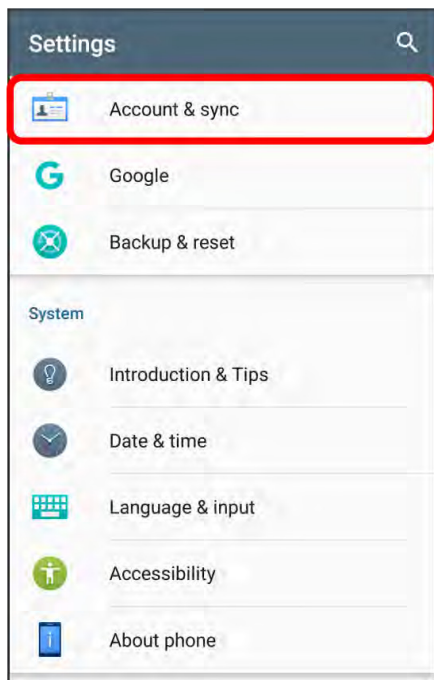 Settings
Account & sync
Google
Backup & reset
System
Introduction & Tips
Date & time
Language & input
Accessibility
About phone